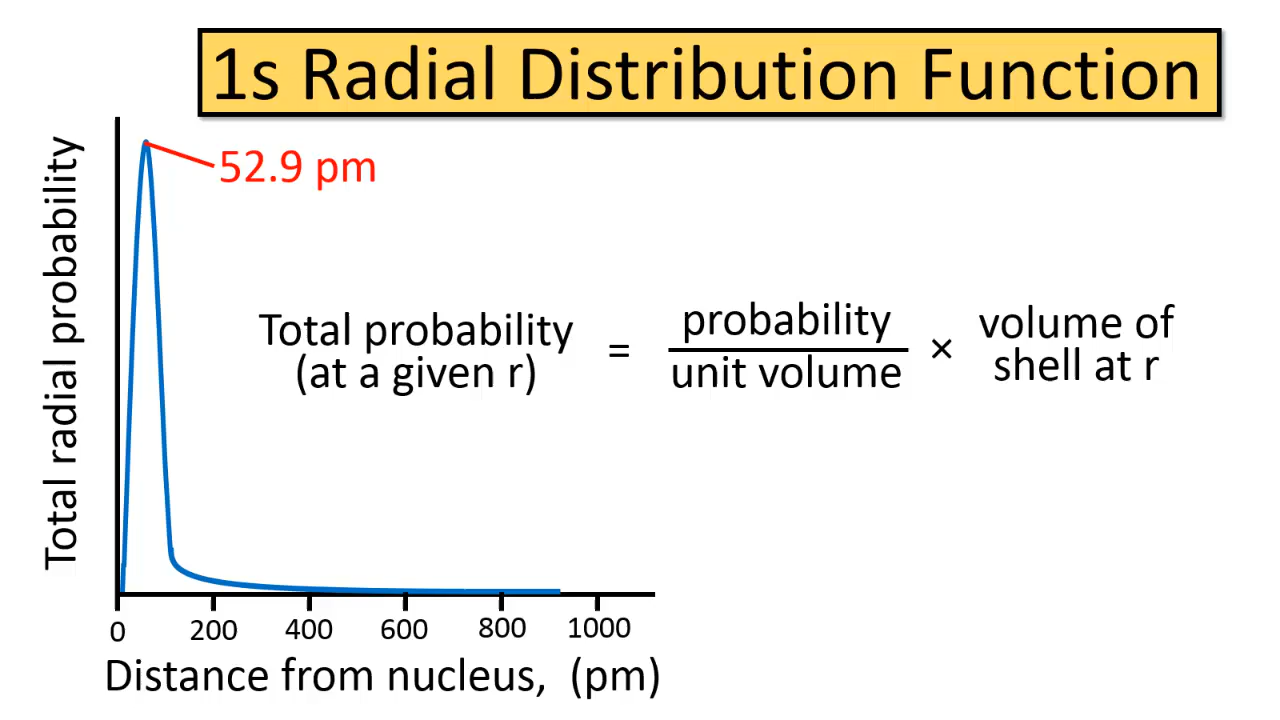 1s Radial Distribution Function
Total radial probability
52.9 pm
Total probability
(at a given r)
=
probability
unit volume
×
volume of
shell at r
0 200 400 600 800 1000
Distance from nucleus, (pm)